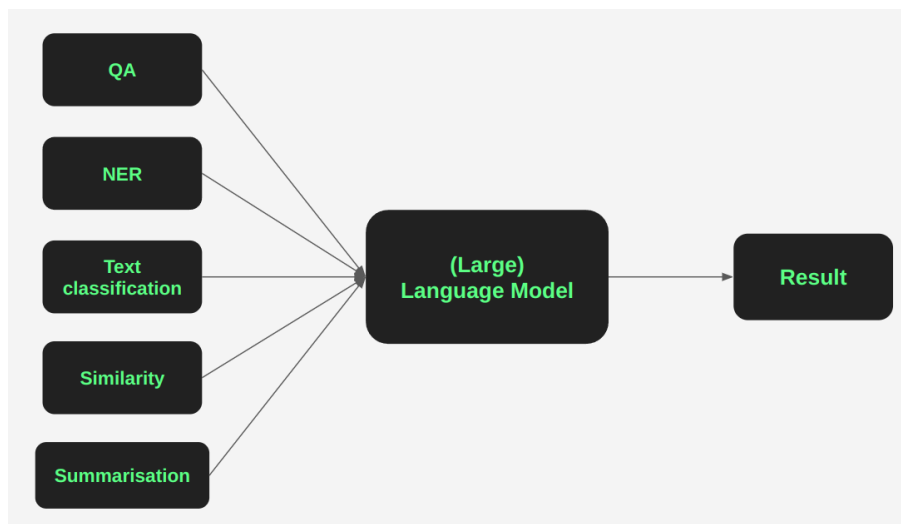 QA
NER
Text
classification
Similarity
Summarisation
(Large)
Language Model
Result